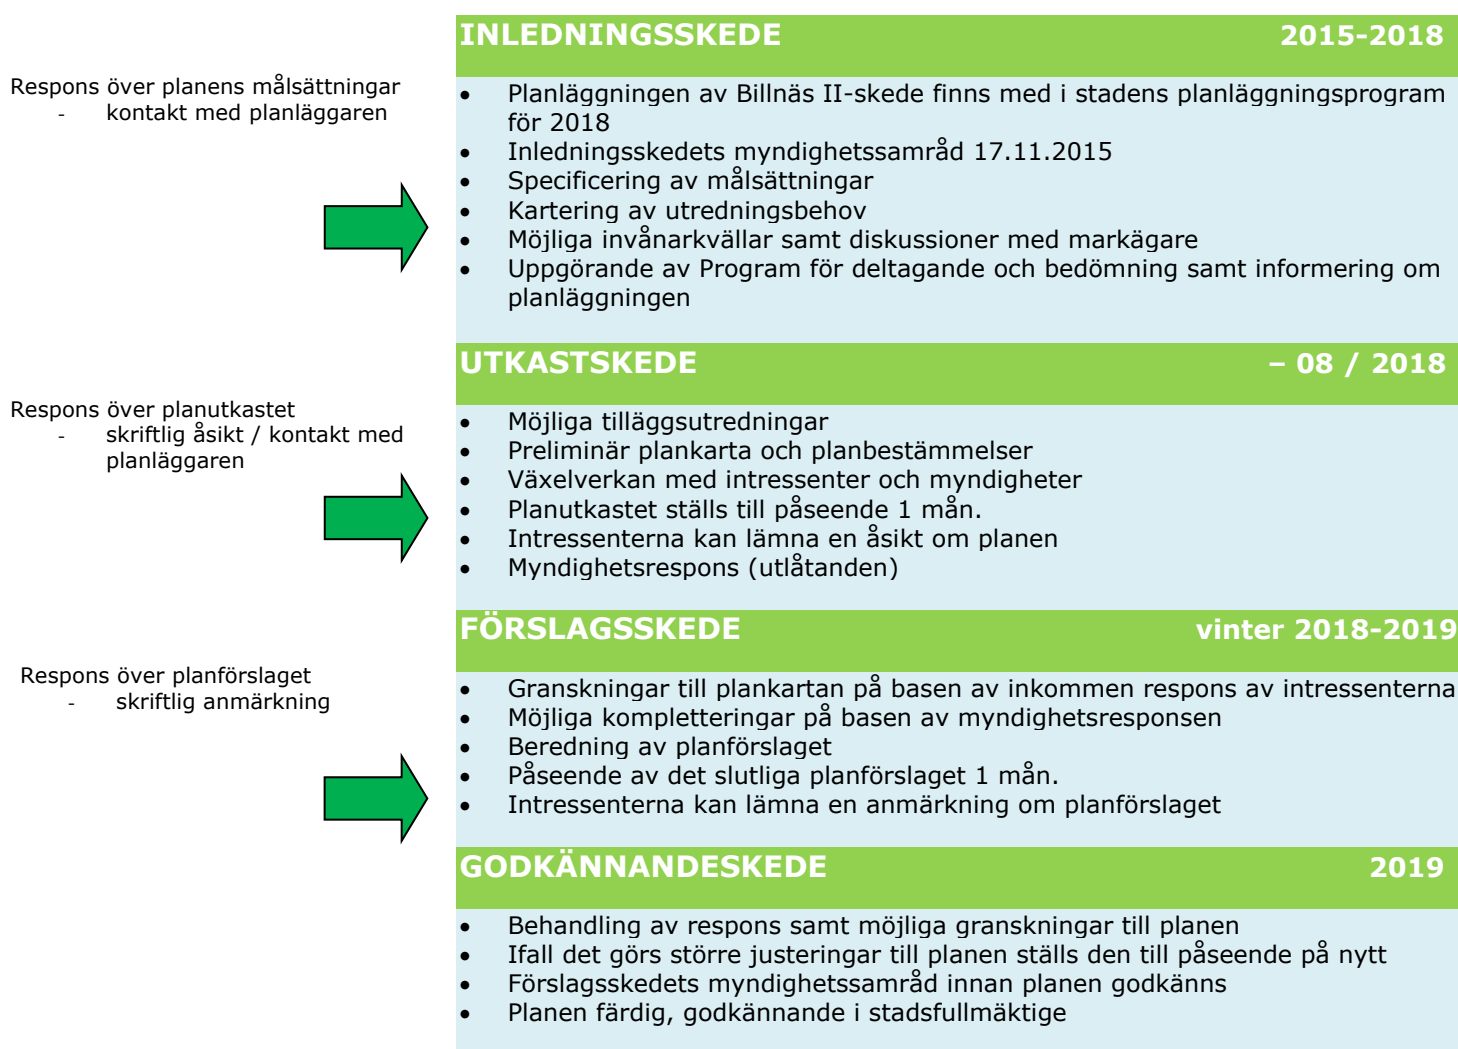 INLEDNINGSSKEDE 2015-2018
Respons över planens målsättningar
- kontakt med planläggaren
• Planläggningen av Billnäs II-skede finns med i stadens planläggningsprogram
för 2018
• Inledningsskedets myndighetssamråd 17.11.2015
• Specificering av målsättningar
• Kartering av utredningsbehov
• Möjliga invånarkvällar samt diskussioner med markägare
• Uppgörande av Program för deltagande och bedömning samt informering om
planläggningen
UTKASTSKEDE – 08 / 2018
Respons över planutkastet
- skriftlig åsikt / kontakt med
planläggaren
• Möjliga tilläggsutredningar
• Preliminär plankarta och planbestämmelser
• Växelverkan med intressenter och myndigheter
• Planutkastet ställs till påseende 1 mån.
• Intressenterna kan lämna en åsikt om planen
• Myndighetsrespons (utlåtanden)
FÖRSLAGSSKEDE vinter 2018-2019
Respons över planförslaget
- skriftlig anmärkning
• Granskningar till plankartan på basen av inkommen respons av intressenterna
• Möjliga kompletteringar på basen av myndighetsresponsen
• Beredning av planförslaget
• Påseende av det slutliga planförslaget 1 mån.
• Intressenterna kan lämna en anmärkning om planförslaget
GODKÄNNANDESKEDE 2019
• Behandling av respons samt möjliga granskningar till planen
• Ifall det görs större justeringar till planen ställs den till påseende på nytt
• Förslagsskedets myndighetssamråd innan planen godkänns
• Planen färdig, godkännande i stadsfullmäktige